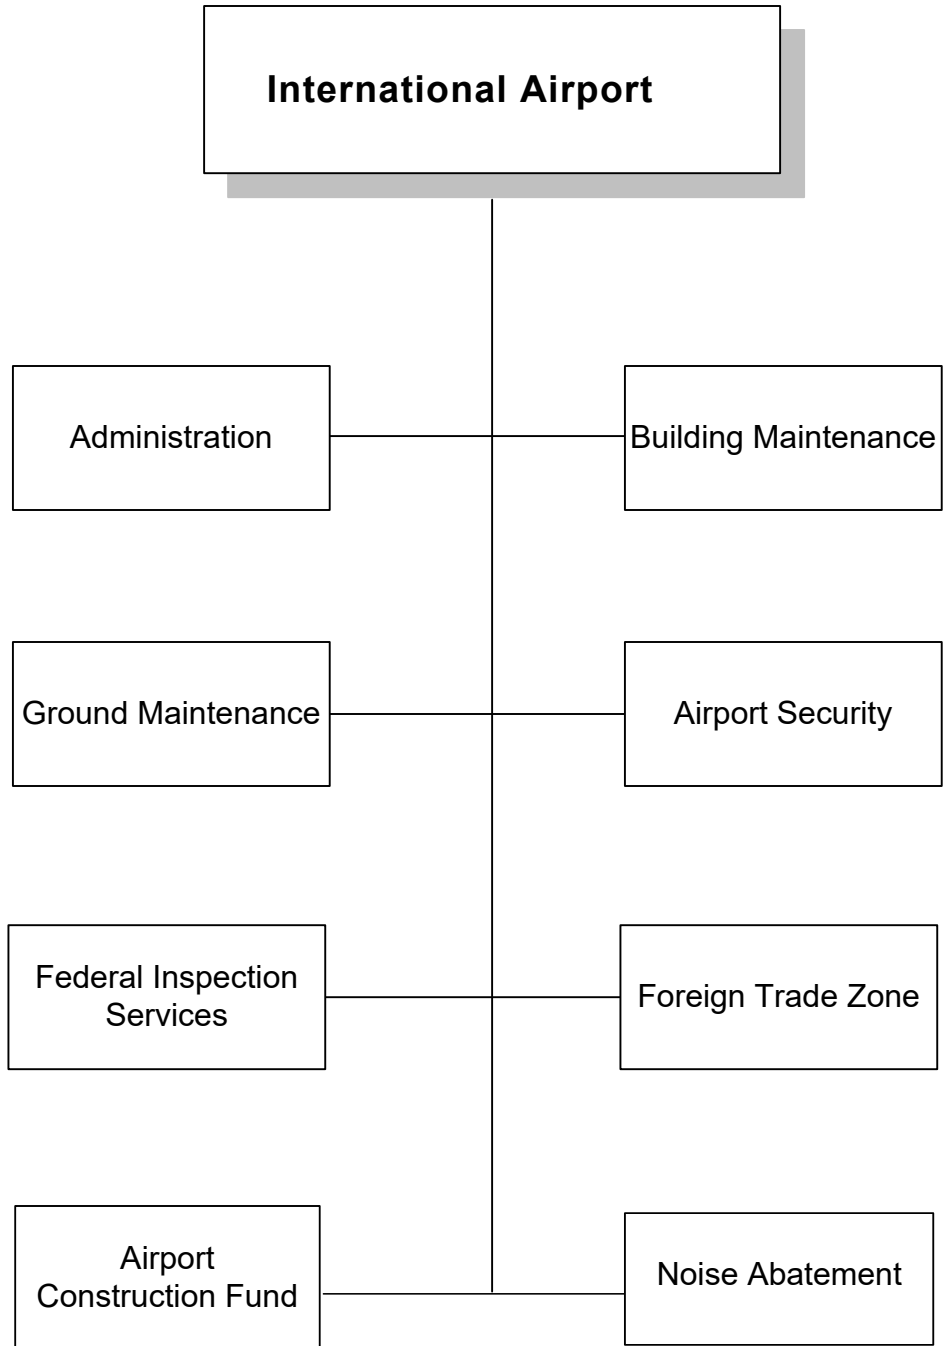 International Airport
Administration
Building Maintenance
Ground Maintenance
Airport Security
Federal Inspection
Services
Foreign Trade Zone
Airport
Construction Fund
Noise Abatement